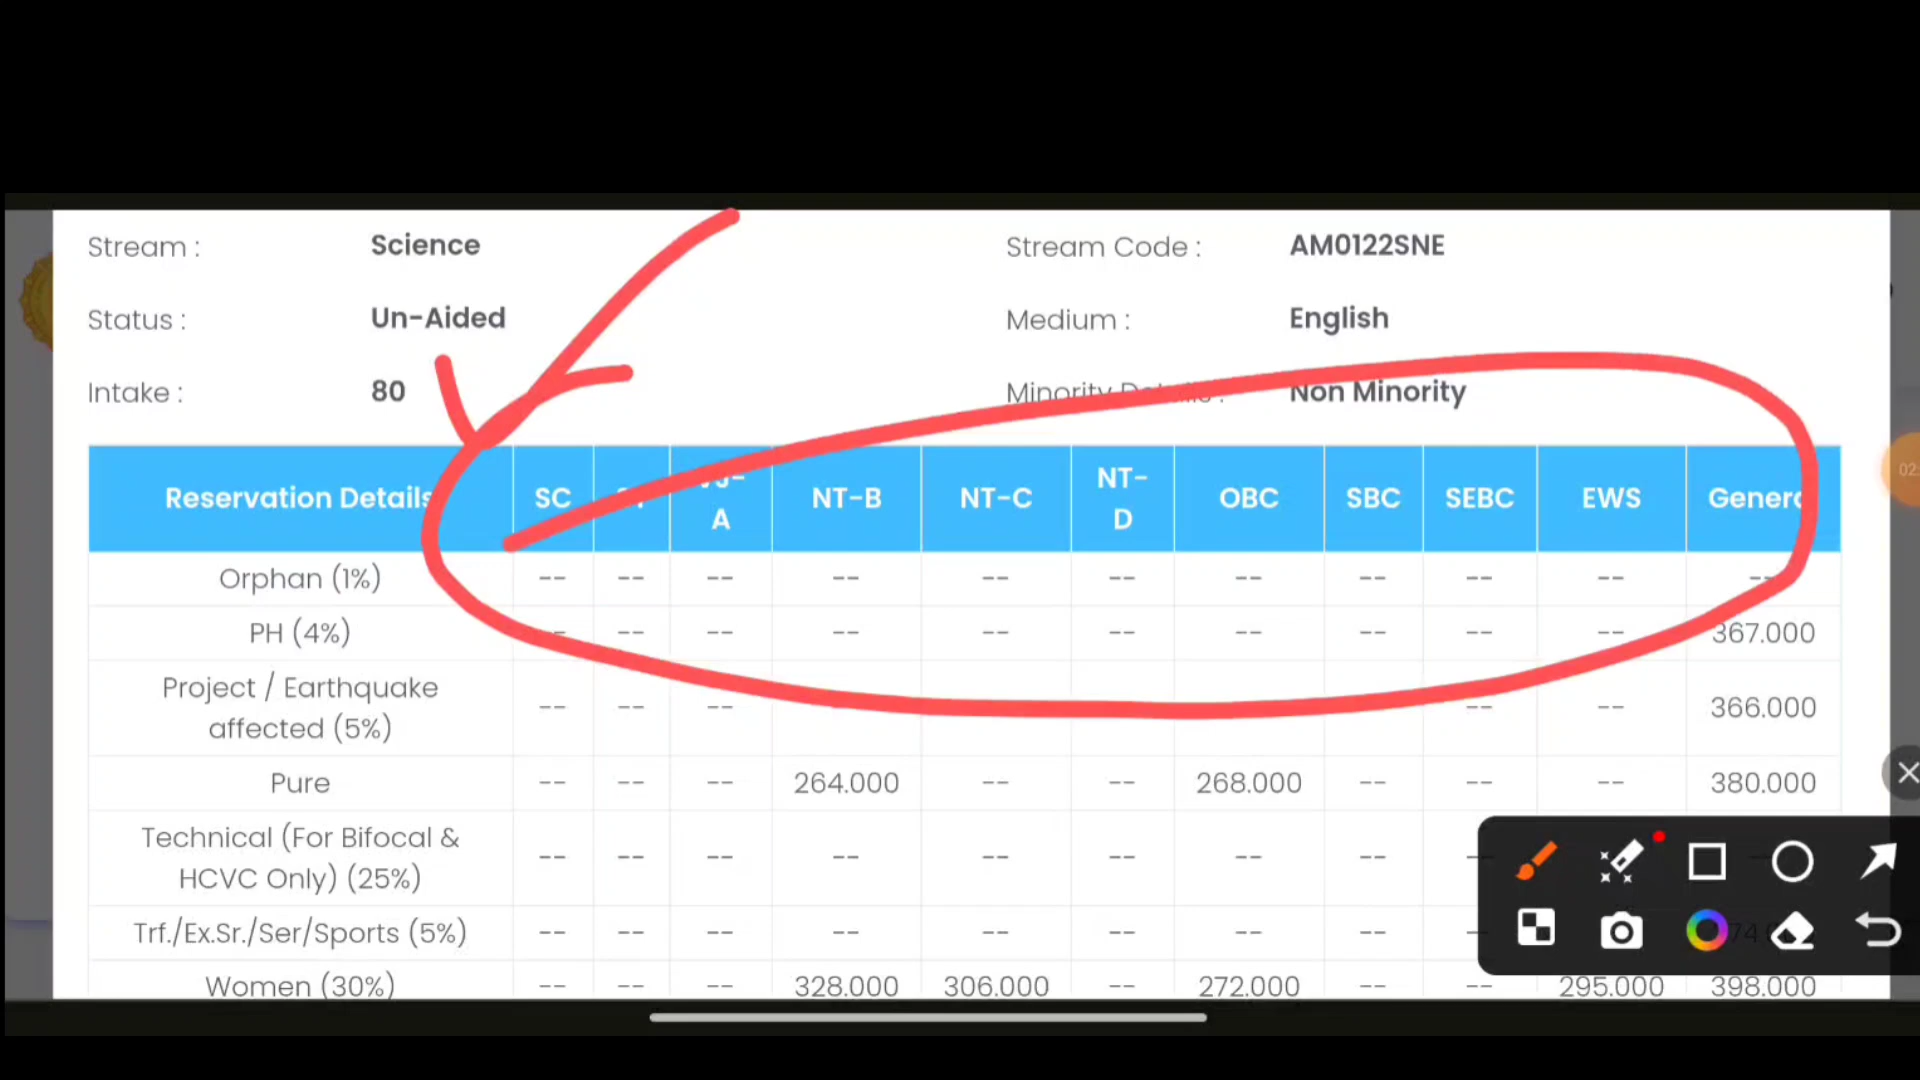 Stream : Science Stream Code : AM0122SNE
Status : Un-Aided Medium : English
Intake : 80 Minority Details : Non Minority
Reservation Details SC NT-B NT-C NT-D OBC SBC SEBC EWS General
Orphan (1%) -- -- -- -- -- -- -- -- -- -- --
PH (4%) -- -- -- -- -- -- -- -- -- -- 367.000
Project / Earthquake
affected (5%) -- -- -- -- -- 366.000
Pure -- -- -- 264.000 -- -- 268.000 -- -- -- 380.000
Technical (For Bifocal &
HCVC Only) (25%) -- -- -- -- -- -- -- --
Trf./Ex.Sr./Ser/Sports (5%) -- -- -- -- -- -- -- --
Women (30%) -- -- -- 328.000 306.000 -- 272.000 -- -- 295.000 398.000